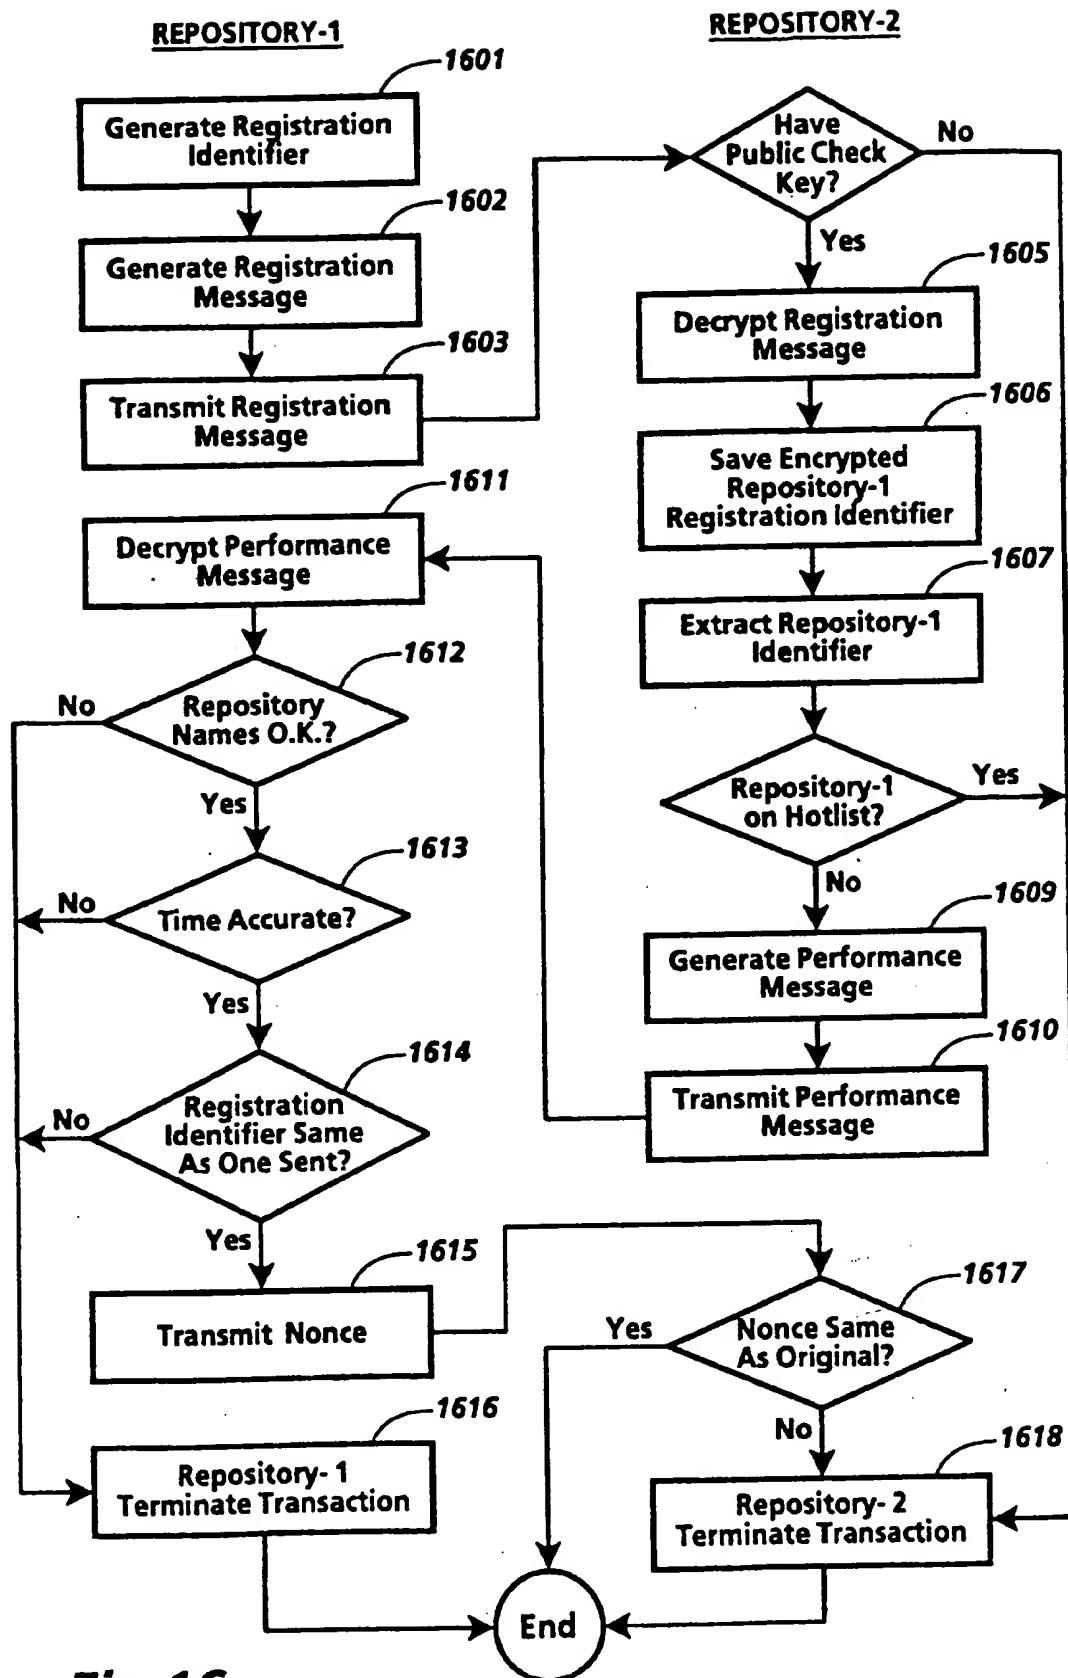 REPOSITORY-1
1601
Generate Registration
Identifier
1602
Generate Registration
Message
1603
Transmit Registration
Message
1611
Decrypt Performance
Message
1612
Repository
Names O.K.?
No
Yes
1613
Time Accurate?
No
Yes
1614
Registration
Identifier Same
As One Sent?
No
Yes
1615
Transmit Nonce
1616
Repository- 1
Terminate Transaction
REPOSITORY-2
Have
Public Check
Key?
No
Yes
1605
Decrypt Registration
Message
1606
Save Encrypted
Repository-1
Registration Identifier
1607
Extract Repository-1
Identifier
Repository-1
on Hotlist?
Yes
No
1609
Generate Performance
Message
1610
Transmit Performance
Message
1617
Nonce Same
As Original?
Yes
No
1618
Repository- 2
Terminate Transaction
End